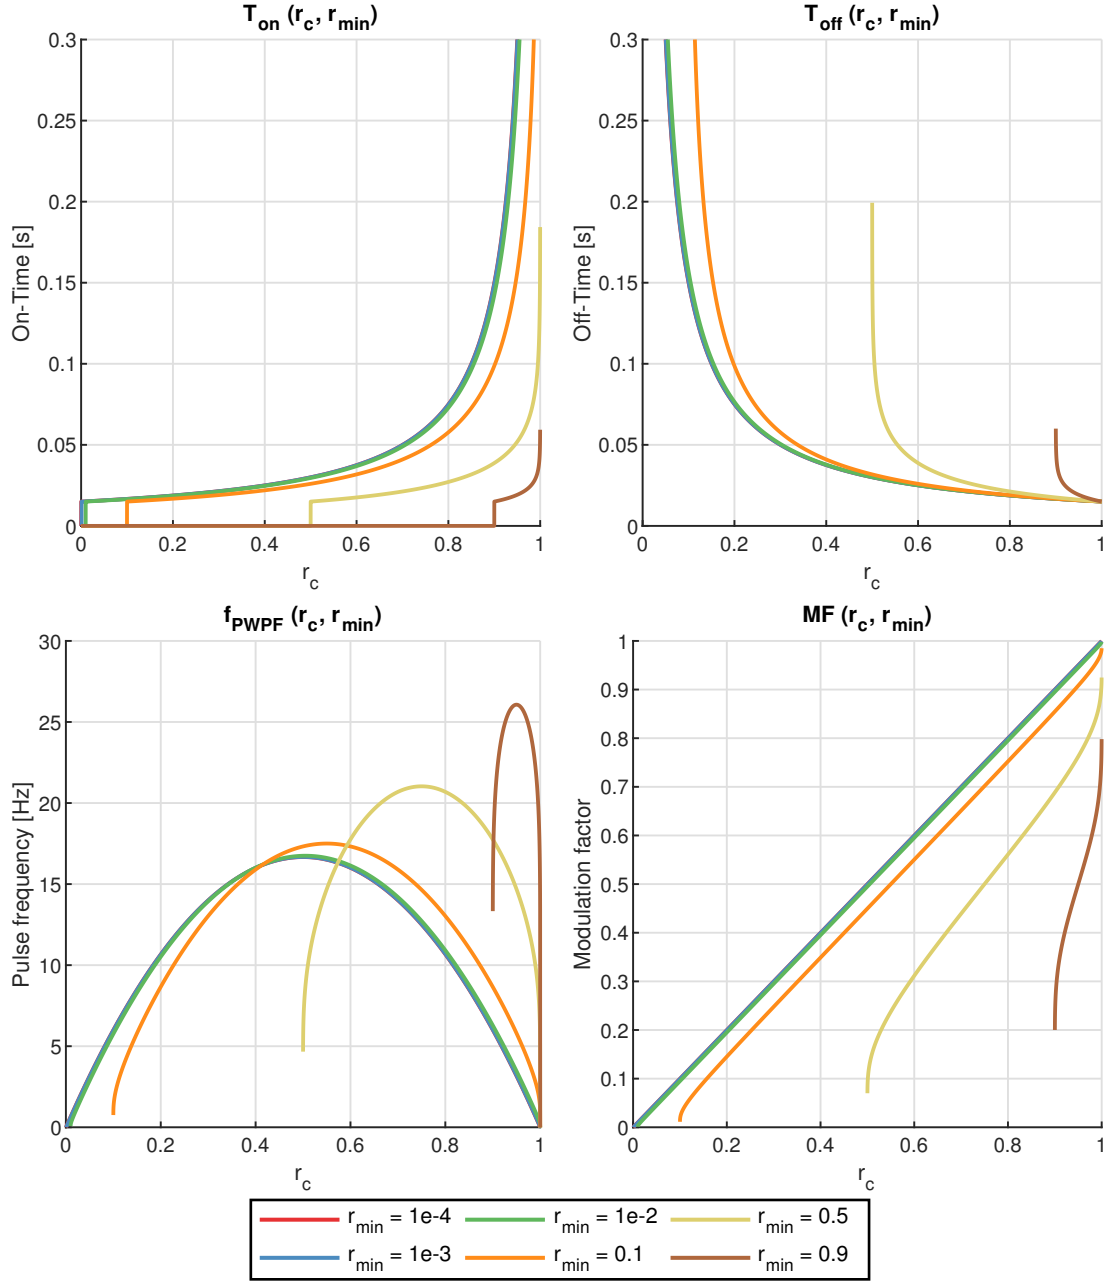 T_on (r_c, r_min)
0.3
0.25
0.2
0.15
0.1
0.05
0
On-Time [s]
0 0.2 0.4 0.6 0.8 1
r_c
T_off (r_c, r_min)
0.3
0.25
0.2
0.15
0.1
0.05
0
Off-Time [s]
0 0.2 0.4 0.6 0.8 1
r_c
f_PWPF (r_c, r_min)
30
25
20
15
10
5
0
Pulse frequency [Hz]
0 0.2 0.4 0.6 0.8 1
r_c
MF (r_c, r_min)
1
0.9
0.8
0.7
0.6
0.5
0.4
0.3
0.2
0.1
0
Modulation factor
0 0.2 0.4 0.6 0.8 1
r_c
r_min = 1e-4 r_min = 1e-2 r_min = 0.5
r_min = 1e-3 r_min = 0.1 r_min = 0.9